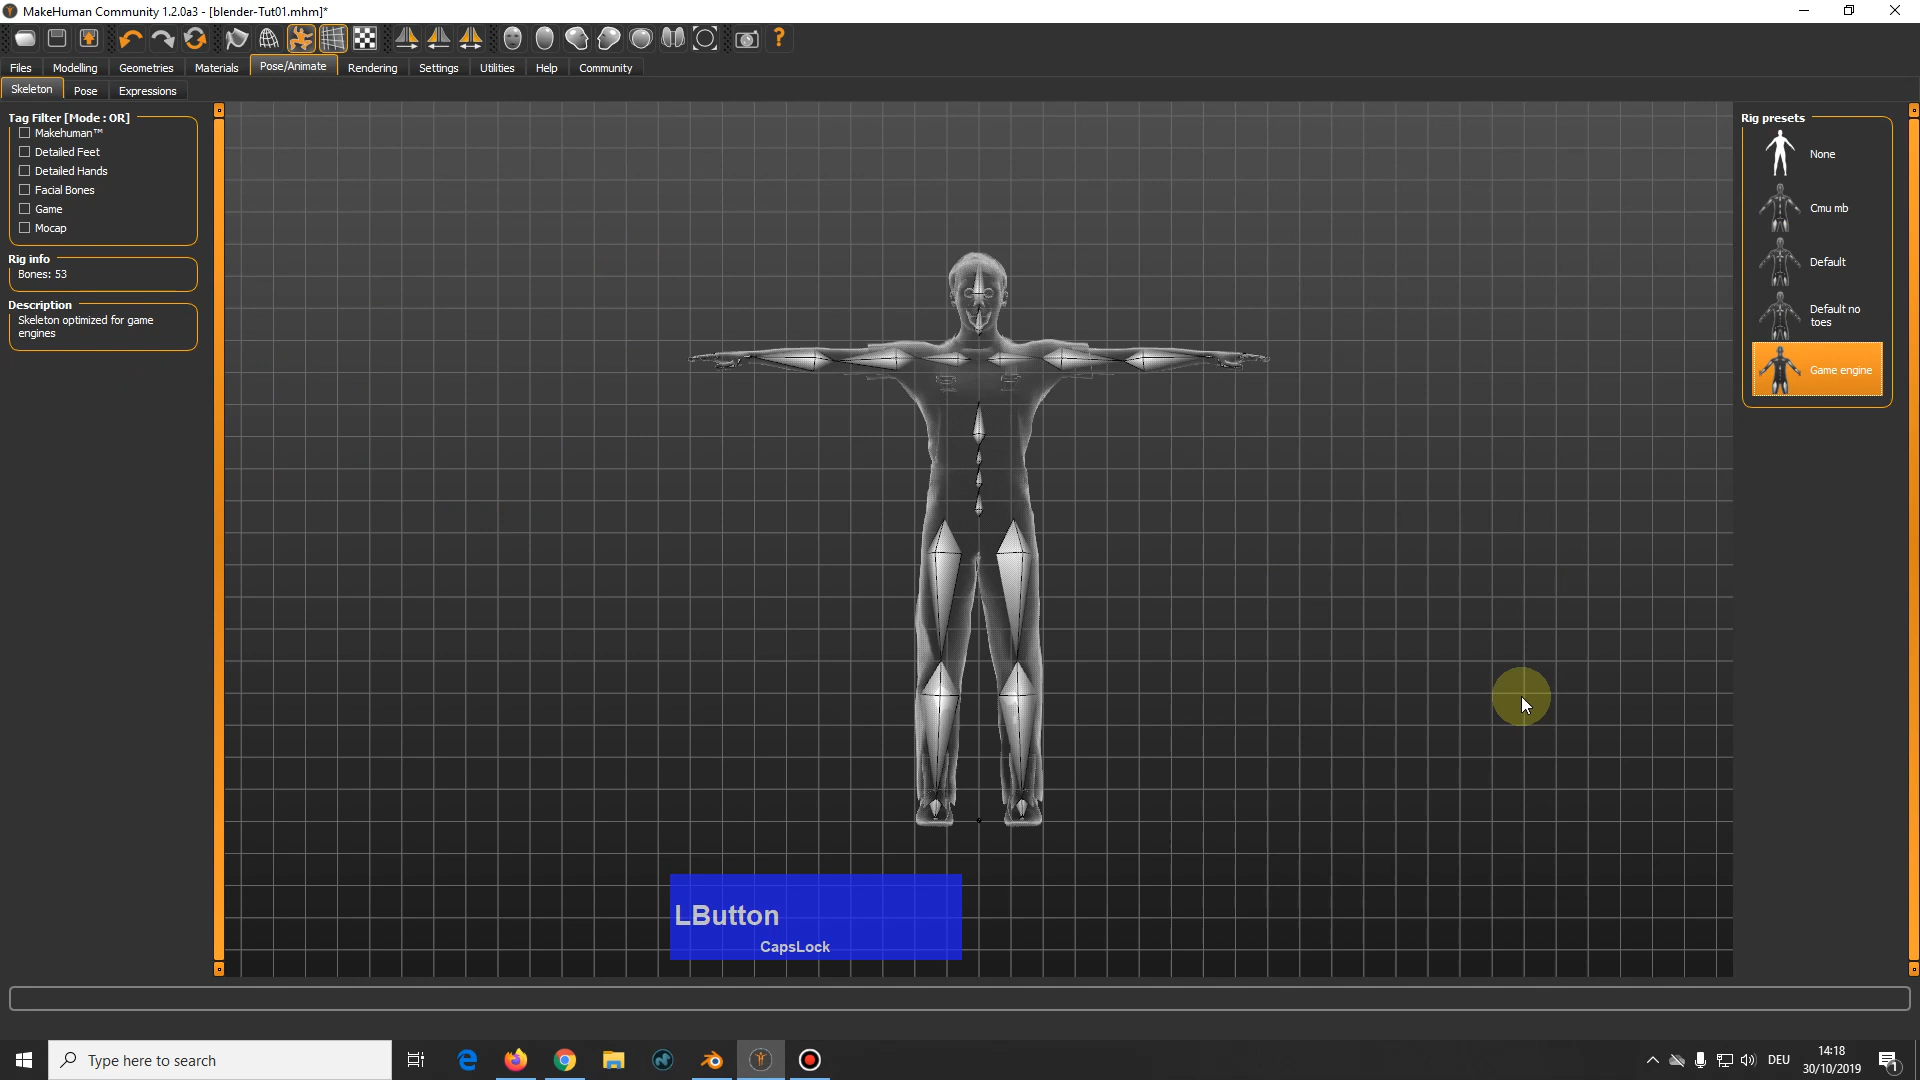 MakeHuman Community 1.2.0a3 - [blender-Tut01.mhm]*
Files Modelling Geometries Materials Pose/Animate Rendering Settings Utilities Help Community
Skeleton Pose Expressions
Tag Filter [Mode : OR]
Makehuman™
Detailed Feet
Detailed Hands
Facial Bones
Game
Mocap
Rig info
Bones: 53
Description
Skeleton optimized for game
engines
Rig presets
None
Cmu mb
Default
Default no
toes
Game engine
LButton
CapsLock
Type here to search
DEU
14:18
30/10/2019
1